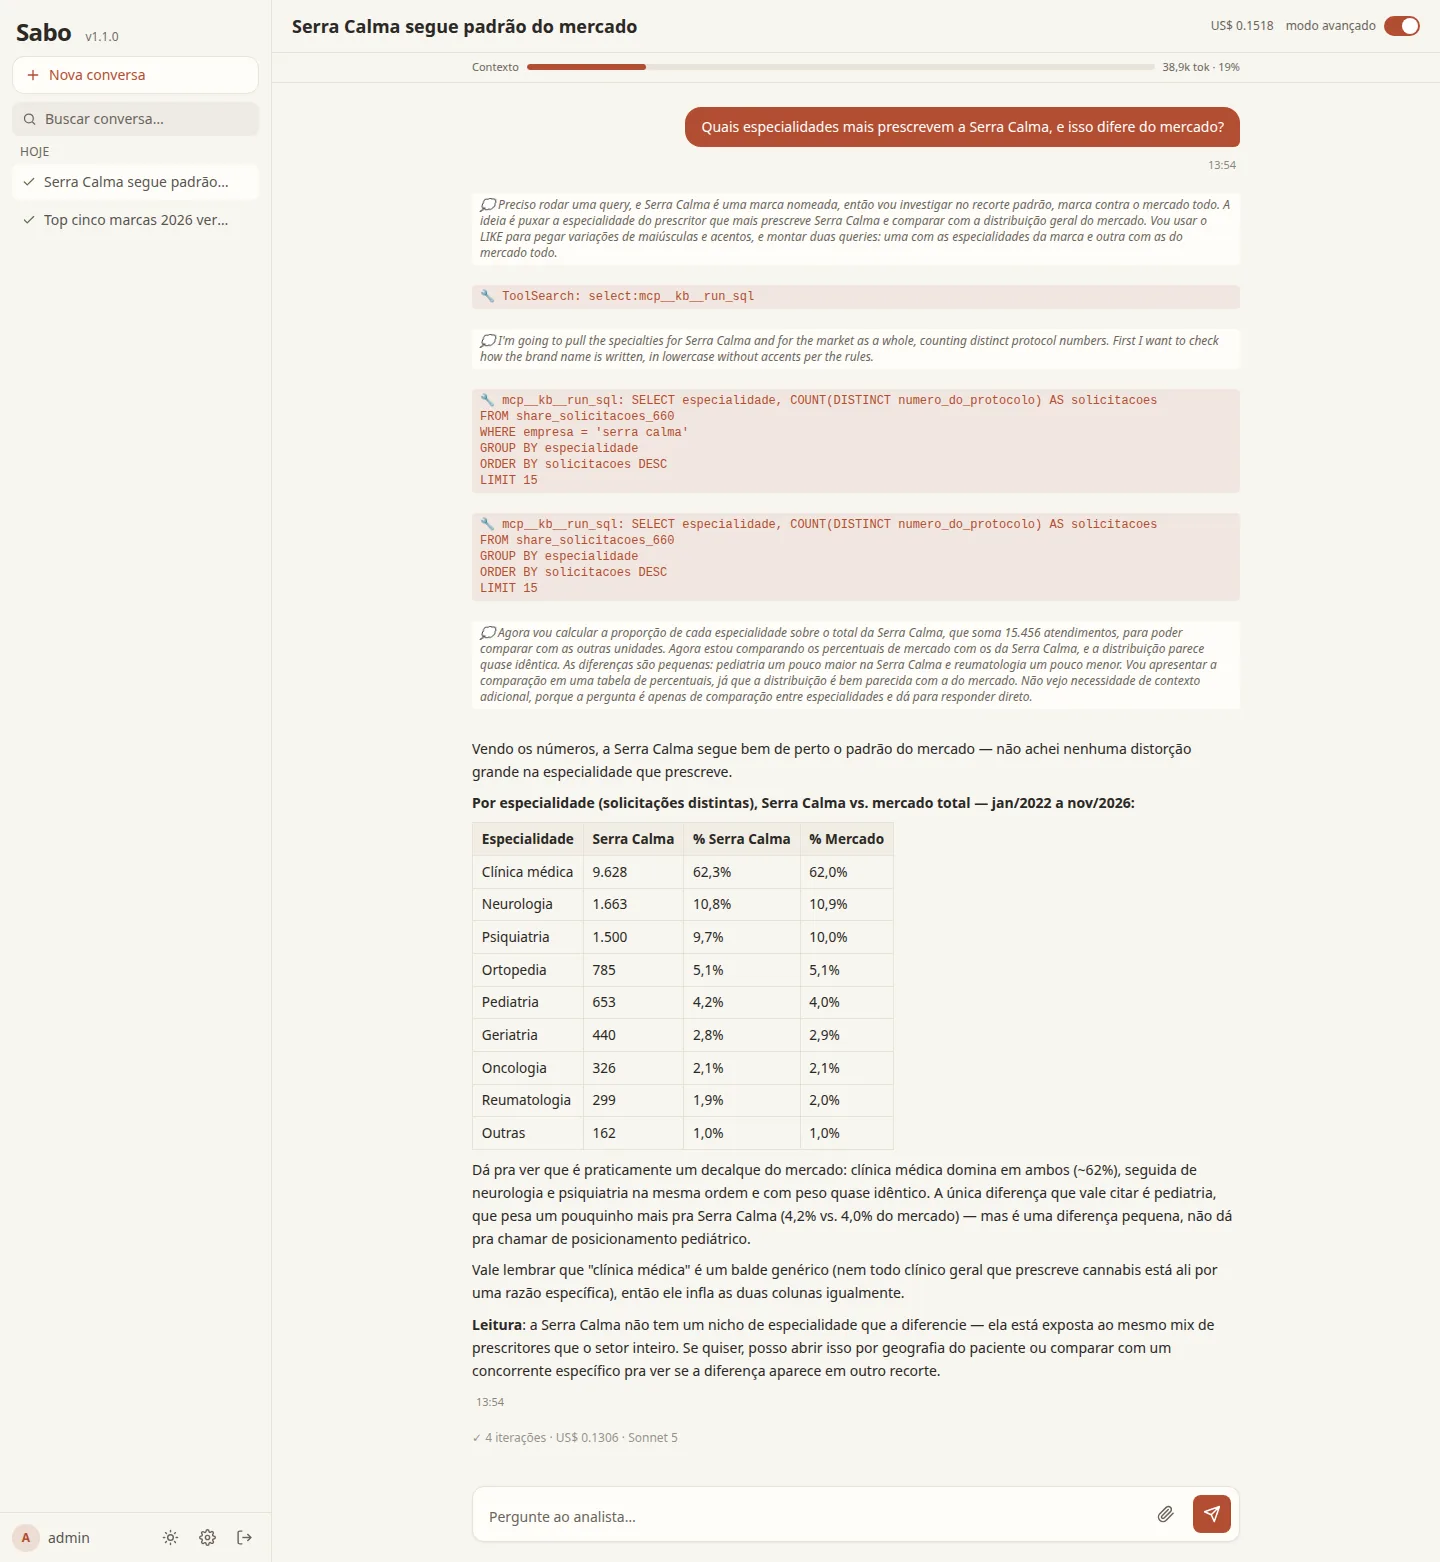 Sabo v1.1.0
Nova conversa
Buscar conversa...
HOJE
Serra Calma segue padrão...
Top cinco marcas 2026 ver...
Serra Calma segue padrão do mercado
US$ 0.1518 modo avançado
Contexto 38,9k tok · 19%
Quais especialidades mais prescrevem a Serra Calma, e isso difere do mercado?
13:54
💭Preciso rodar uma query, e Serra Calma é uma marca nomeada, então vou investigar no recorte padrão, marca contra o mercado todo. A
ideia é puxar a especialidade do prescritor que mais prescreve Serra Calma e comparar com a distribuição geral do mercado. Vou usar o
LIKE para pegar variações de maiúsculas e acentos, e montar duas queries: uma com as especialidades da marca e outra com as do
mercado todo.
🔧 ToolSearch: select:mcp__kb__run_sql
💭I'm going to pull the specialties for Serra Calma and for the market as a whole, counting distinct protocol numbers. First I want to check
how the brand name is written, in lowercase without accents per the rules.
🔧 mcp__kb__run_sql: SELECT especialidade, COUNT(DISTINCT numero_do_protocolo) AS solicitacoes
FROM share_solicitacoes_660
WHERE empresa = 'serra calma'
GROUP BY especialidade
ORDER BY solicitacoes DESC
LIMIT 15
🔧 mcp__kb__run_sql: SELECT especialidade, COUNT(DISTINCT numero_do_protocolo) AS solicitacoes
FROM share_solicitacoes_660
GROUP BY especialidade
ORDER BY solicitacoes DESC
LIMIT 15
💭Agora vou calcular a proporção de cada especialidade sobre o total da Serra Calma, que soma 15.456 atendimentos, para poder
comparar com as outras unidades. Agora estou comparando os percentuais de mercado com os da Serra Calma, e a distribuição parece
quase idêntica. As diferenças são pequenas: pediatria um pouco maior na Serra Calma e reumatologia um pouco menor. Vou apresentar a
comparação em uma tabela de percentuais, já que a distribuição é bem parecida com a do mercado. Não vejo necessidade de contexto
adicional, porque a pergunta é apenas de comparação entre especialidades e dá para responder direto.
Vendo os números, a Serra Calma segue bem de perto o padrão do mercado — não achei nenhuma distorção
grande na especialidade que prescreve.
Por especialidade (solicitações distintas), Serra Calma vs. mercado total — jan/2022 a nov/2026:
Especialidade Serra Calma % Serra Calma % Mercado
Clínica médica 9.628 62,3% 62,0%
Neurologia 1.663 10,8% 10,9%
Psiquiatria 1.500 9,7% 10,0%
Ortopedia 785 5,1% 5,1%
Pediatria 653 4,2% 4,0%
Geriatria 440 2,8% 2,9%
Oncologia 326 2,1% 2,1%
Reumatologia 299 1,9% 2,0%
Outras 162 1,0% 1,0%
Dá pra ver que é praticamente um decalque do mercado: clínica médica domina em ambos (~62%), seguida de
neurologia e psiquiatria na mesma ordem e com peso quase idêntico. A única diferença que vale citar é pediatria,
que pesa um pouquinho mais pra Serra Calma (4,2% vs. 4,0% do mercado) — mas é uma diferença pequena, não dá
pra chamar de posicionamento pediátrico.
Vale lembrar que "clínica médica" é um balde genérico (nem todo clínico geral que prescreve cannabis está ali por
uma razão específica), então ele infla as duas colunas igualmente.
Leitura: a Serra Calma não tem um nicho de especialidade que a diferencie — ela está exposta ao mesmo mix de
prescritores que o setor inteiro. Se quiser, posso abrir isso por geografia do paciente ou comparar com um
concorrente específico pra ver se a diferença aparece em outro recorte.
13:54
✓ 4 iterações · US$ 0.1306 · Sonnet 5
Pergunte ao analista...
A admin